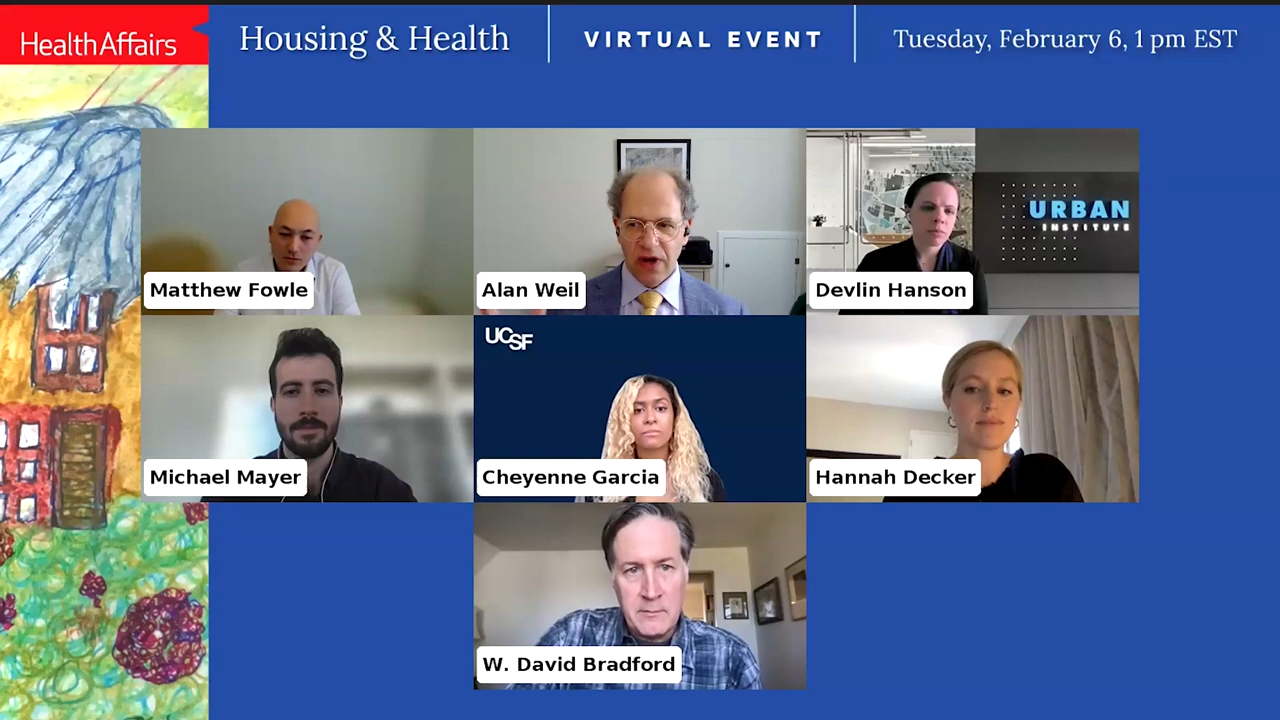 HealthAffairs
Housing & Health
VIRTUAL EVENT
Tuesday, February 6, 1 pm EST
Matthew Fowle
Alan Weil
Devlin Hanson
URBAN
INSTITUTE
Michael Mayer
UCSF
Cheyenne Garcia
Hannah Decker
W. David Bradford